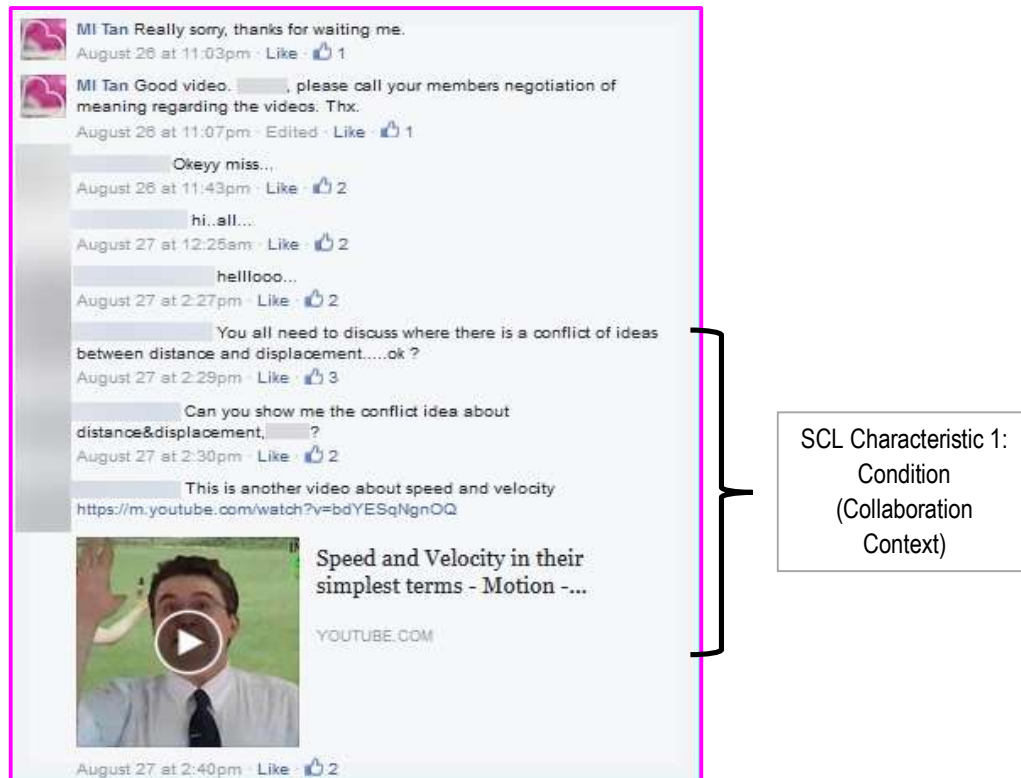 MI Tan Really sorry, thanks for waiting me.
August 26 at 11:03pm · Like · 1
MI Tan Good video. , please call your members negotiation of
meaning regarding the videos. Thx.
August 26 at 11:07pm · Edited · Like · 1
Okeyy miss...
August 26 at 11:43pm · Like · 2
hi..all...
August 27 at 12:25am · Like · 2
helllooo...
August 27 at 2:27pm · Like · 2
You all need to discuss where there is a conflict of ideas
between distance and displacement.....ok ?
August 27 at 2:29pm · Like · 3
Can you show me the conflict idea about
distance&displacement, ?
August 27 at 2:30pm · Like · 2
This is another video about speed and velocity
https://m.youtube.com/watch?v=bdYESqNgnOQ
Speed and Velocity in their
simplest terms - Motion -...
YOUTUBE.COM
August 27 at 2:40pm · Like · 2
SCL Characteristic 1:
Condition
(Collaboration
Context)